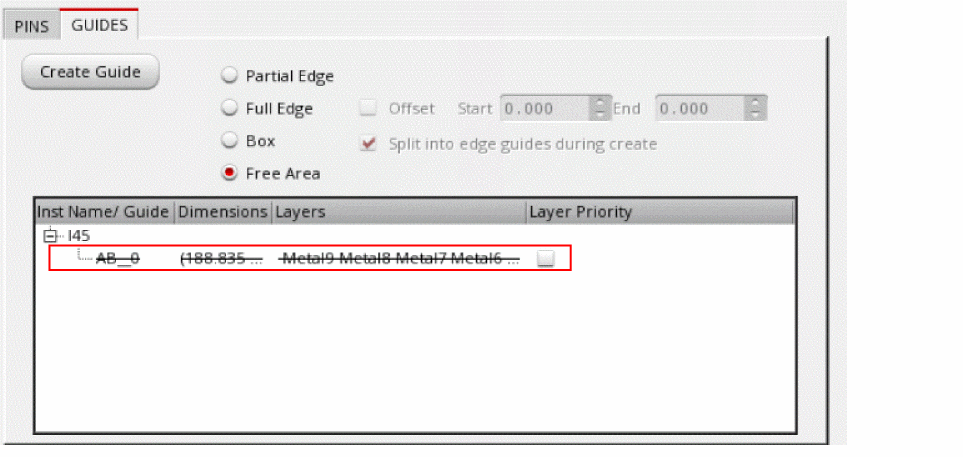 PINS GUIDES
Create Guide
Partial Edge
Full Edge Offset Start 0.000 End 0.000
Box Split into edge guides during create
Free Area
Inst Name/ Guide Dimensions Layers Layer Priority
I45
AB__0 (188.835 ... Metal9 Metal8 Metal7 Metal6 ...